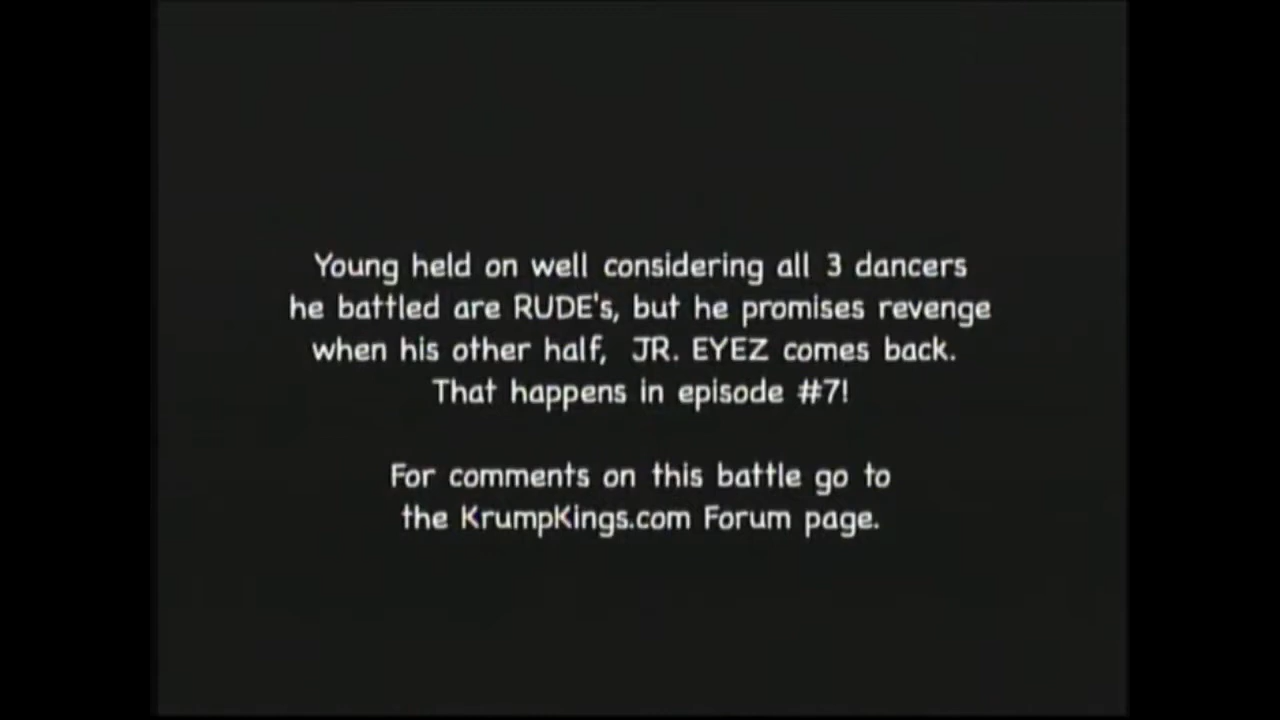 Young held on well considering all 3 dancers
he battled are RUDE's, but he promises revenge
when his other half, JR. EYEZ comes back.
That happens in episode #7!
For comments on this battle go to
the KrumpKings.com Forum page.